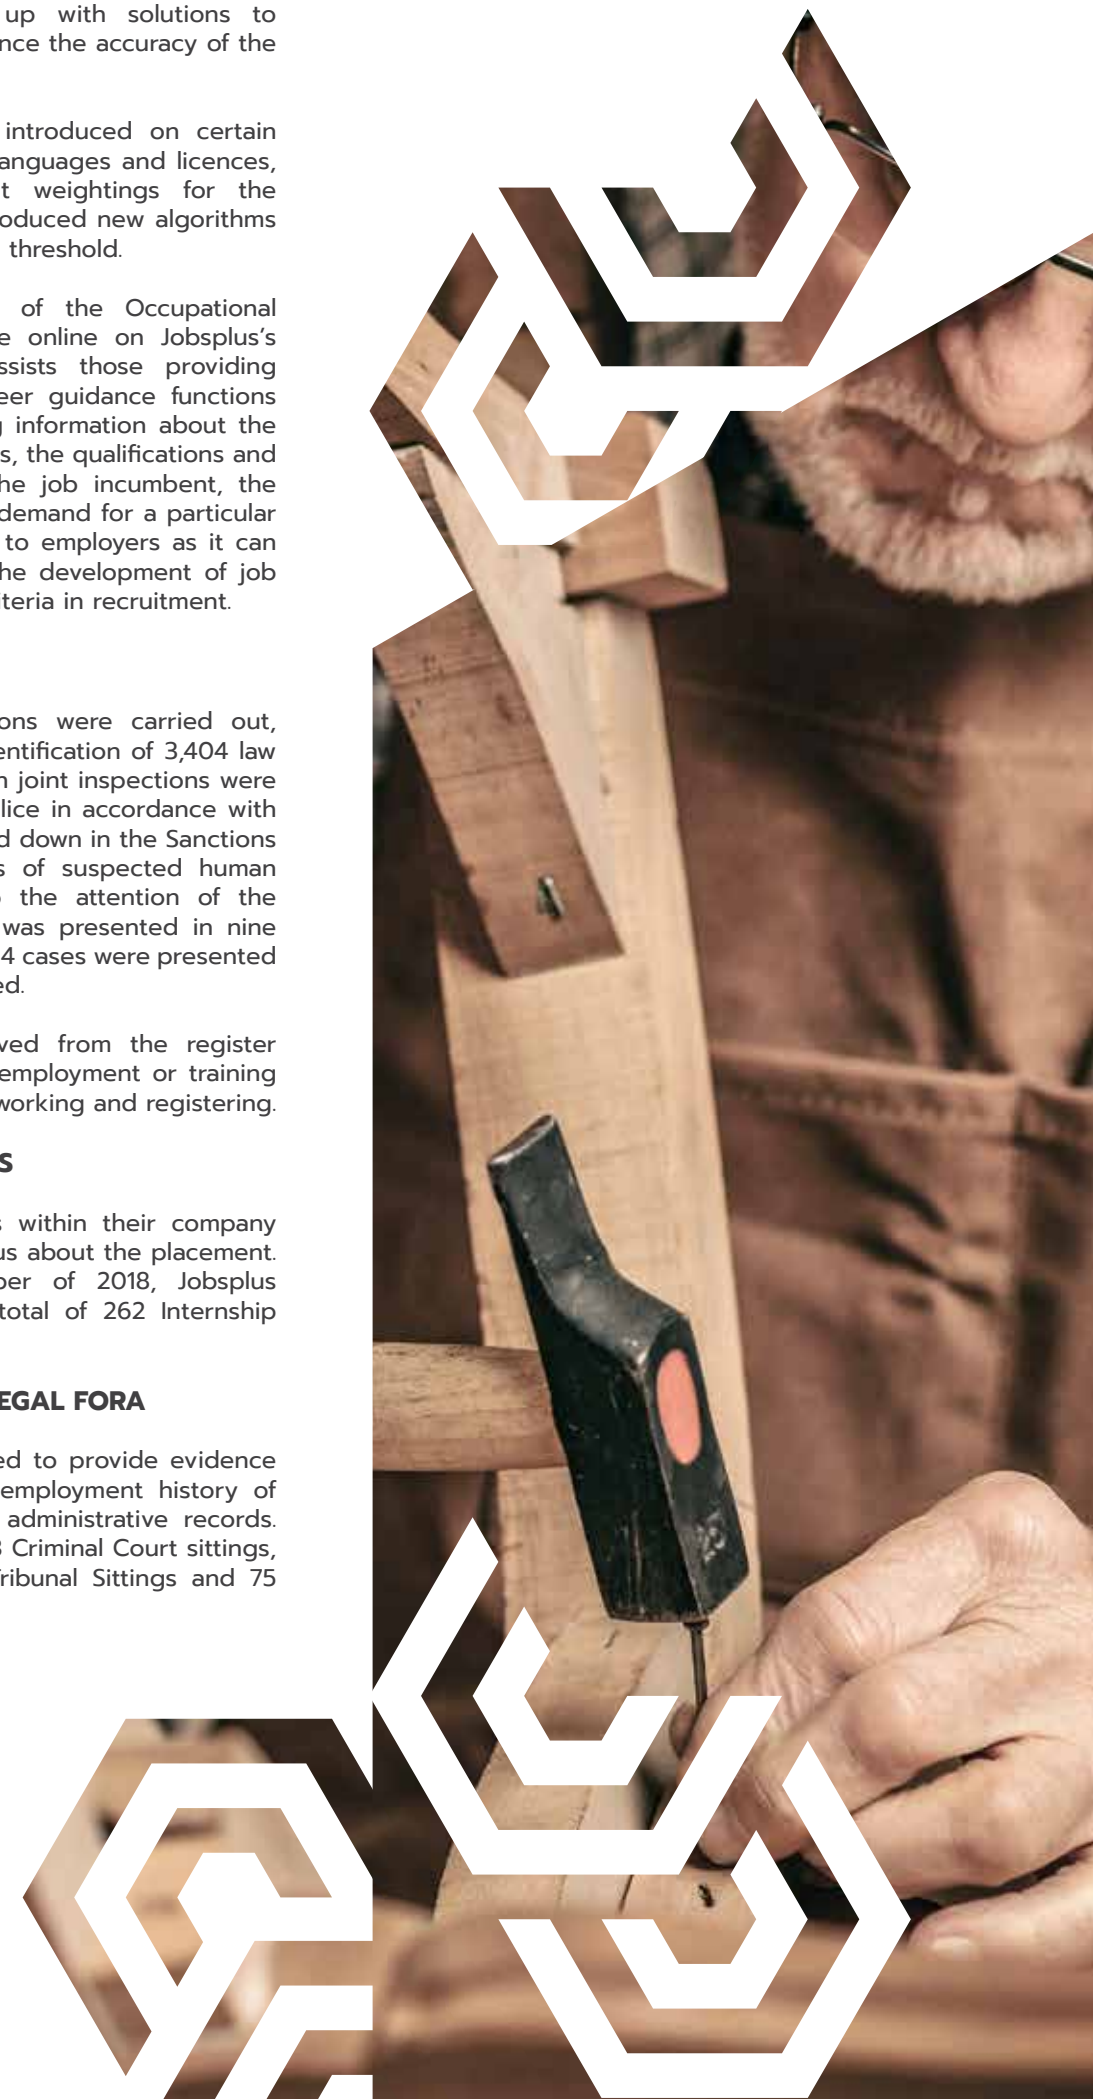 up with solutions to
nce the accuracy of the
introduced on certain
anguages and licences,
t weightings for the
oduced new algorithms
threshold.
of the Occupational
e online on Jobsplus's
ssists those providing
eer guidance functions
g information about the
s, the qualifications and
he job incumbent, the
demand for a particular
to employers as it can
he development of job
iteria in recruitment.
ons were carried out,
entification of 3,404 law
n joint inspections were
lice in accordance with
d down in the Sanctions
s of suspected human
o the attention of the
was presented in nine
4 cases were presented
ed.
ved from the register
employment or training
working and registering.
S
s within their company
us about the placement.
ber of 2018, Jobsplus
total of 262 Internship
EGAL FORA
ed to provide evidence
employment history of
administrative records.
3 Criminal Court sittings,
Tribunal Sittings and 75